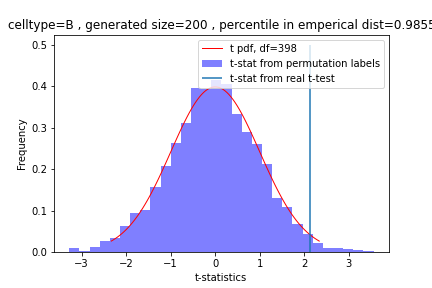 celltype=B , generated size=200 , percentile in emperical dist=0.9855
t pdf, df=398
t-stat from permutation labels
t-stat from real t-test
Frequency
0.5
0.4
0.3
0.2
0.1
0.0
−3 −2 −1 0 1 2 3
t-statistics